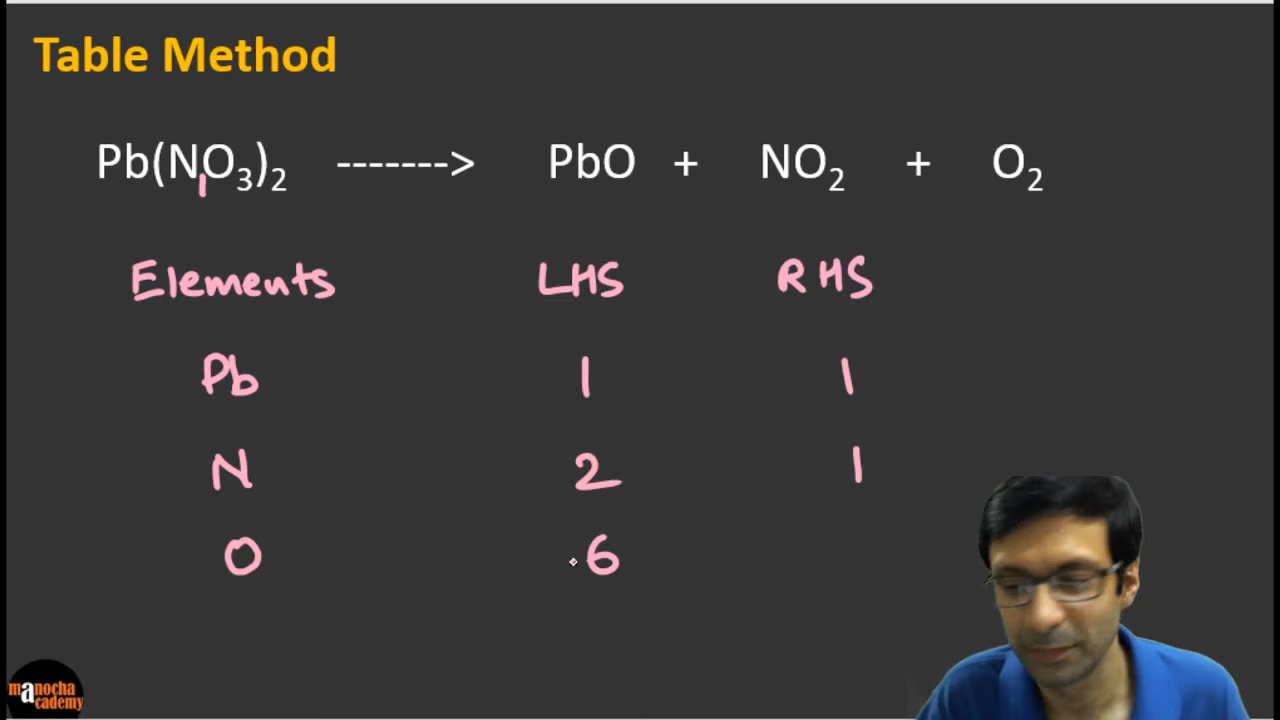 Table Method
Pb(NO₃)₂ -------> PbO + NO₂ + O₂
1
Elements LHS RHS
Pb 1 1
N 2 1
O 6
manocha
academy